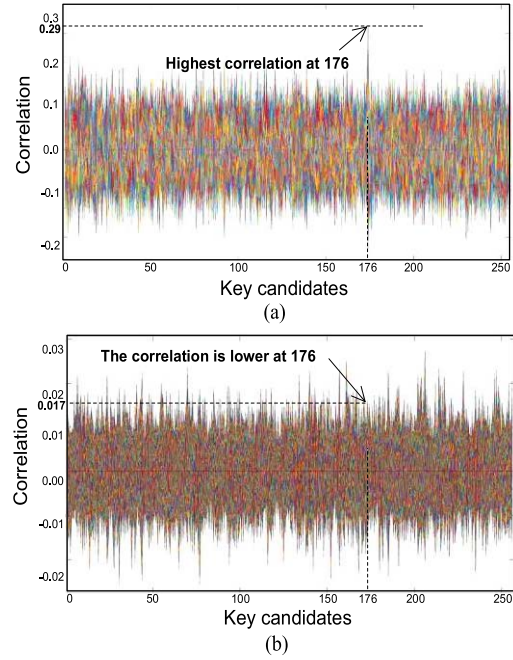 (a)
0.3
0.29
Highest correlation at 176
0.2
0.1
0.0
-0.1
-0.2
Correlation
0 50 100 150 176 200 250
Key candidates
(a)
0.03
The correlation is lower at 176
0.02
0.017
0.01
0.00
-0.01
-0.02
Correlation
0 50 100 150 176 200 250
Key candidates
(b)